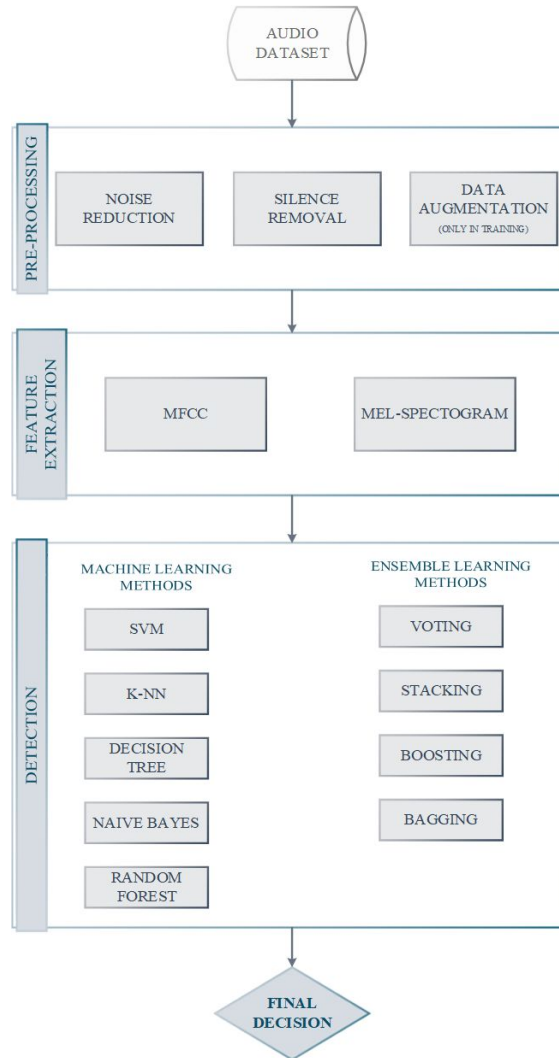 AUDIO
DATASET
PRE-PROCESSING
NOISE
REDUCTION
SILENCE
REMOVAL
DATA
AUGMENTATION
(ONLY IN TRAINING)
FEATURE
EXTRACTION
MFCC
MEL-SPECTOGRAM
DETECTION
MACHINE LEARNING
METHODS
SVM
K-NN
DECISION
TREE
NAIVE BAYES
RANDOM
FOREST
ENSEMBLE LEARNING
METHODS
VOTING
STACKING
BOOSTING
BAGGING
FINAL
DECISION